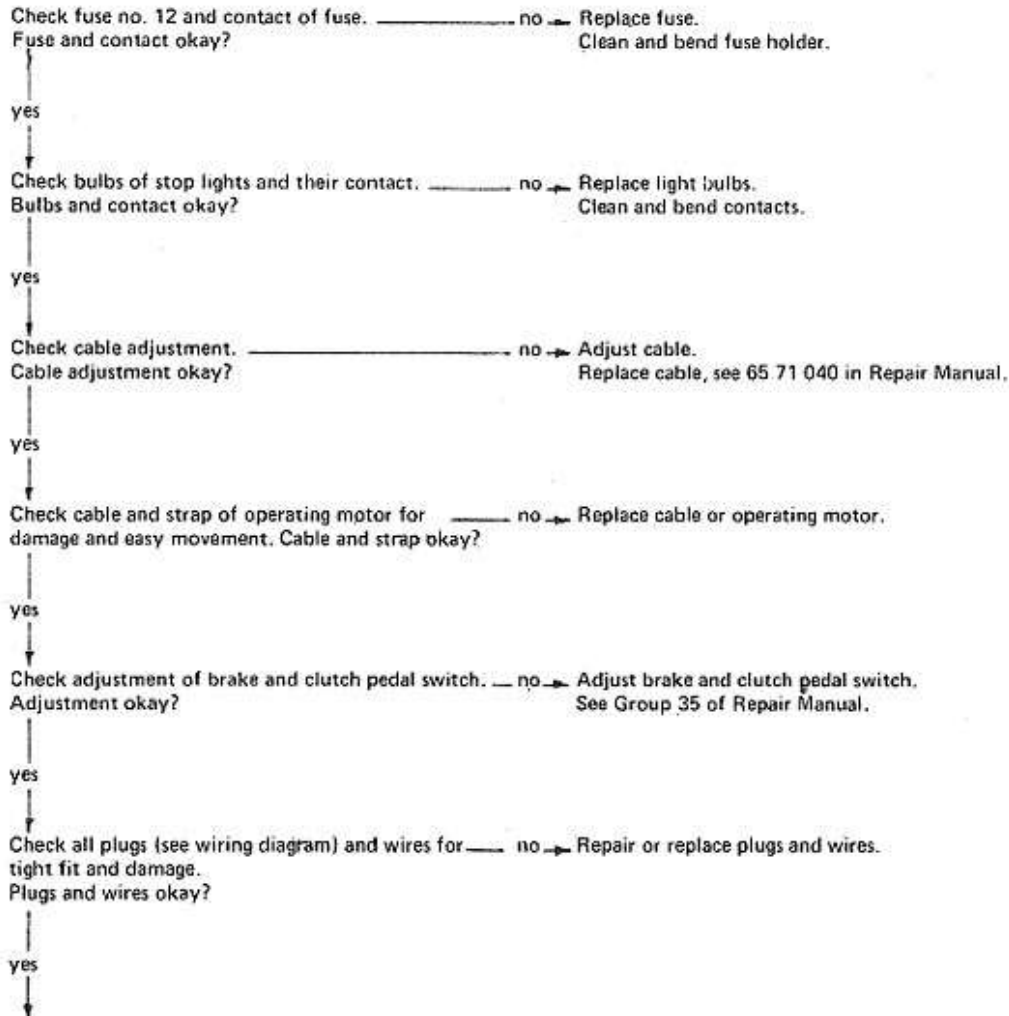 Check fuse no. 12 and contact of fuse. no Replace fuse.
Fuse and contact okay? Clean and bend fuse holder.
yes
Check bulbs of stop lights and their contact. no Replace light bulbs.
Bulbs and contact okay? Clean and bend contacts.
yes
Check cable adjustment. no Adjust cable.
Cable adjustment okay? Replace cable, see 65 71 040 in Repair Manual.
yes
Check cable and strap of operating motor for no Replace cable or operating motor.
damage and easy movement. Cable and strap okay?
yes
Check adjustment of brake and clutch pedal switch. no Adjust brake and clutch pedal switch.
Adjustment okay? See Group 35 of Repair Manual.
yes
Check all plugs (see wiring diagram) and wires for no Repair or replace plugs and wires.
tight fit and damage.
Plugs and wires okay?
yes